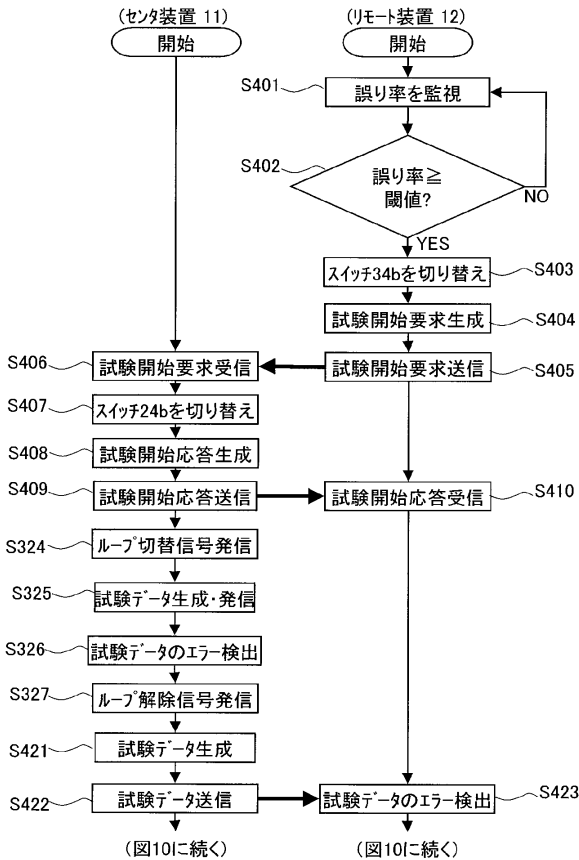 (センタ装置 11)
(リモート装置 12)
開始
開始
S401
誤り率を監視
S402
誤り率≧
閾値?
NO
YES
スイッチ34bを切り替え
S403
試験開始要求生成
S404
S406
試験開始要求受信
試験開始要求送信
S405
S407
スイッチ24bを切り替え
S408
試験開始応答生成
S409
試験開始応答送信
試験開始応答受信
S410
S324
ループ切替信号発信
S325
試験データ生成・発信
S326
試験データのエラー検出
S327
ループ解除信号発信
S421
試験データ生成
S422
試験データ送信
試験データのエラー検出
S423
(図10に続く)
(図10に続く)